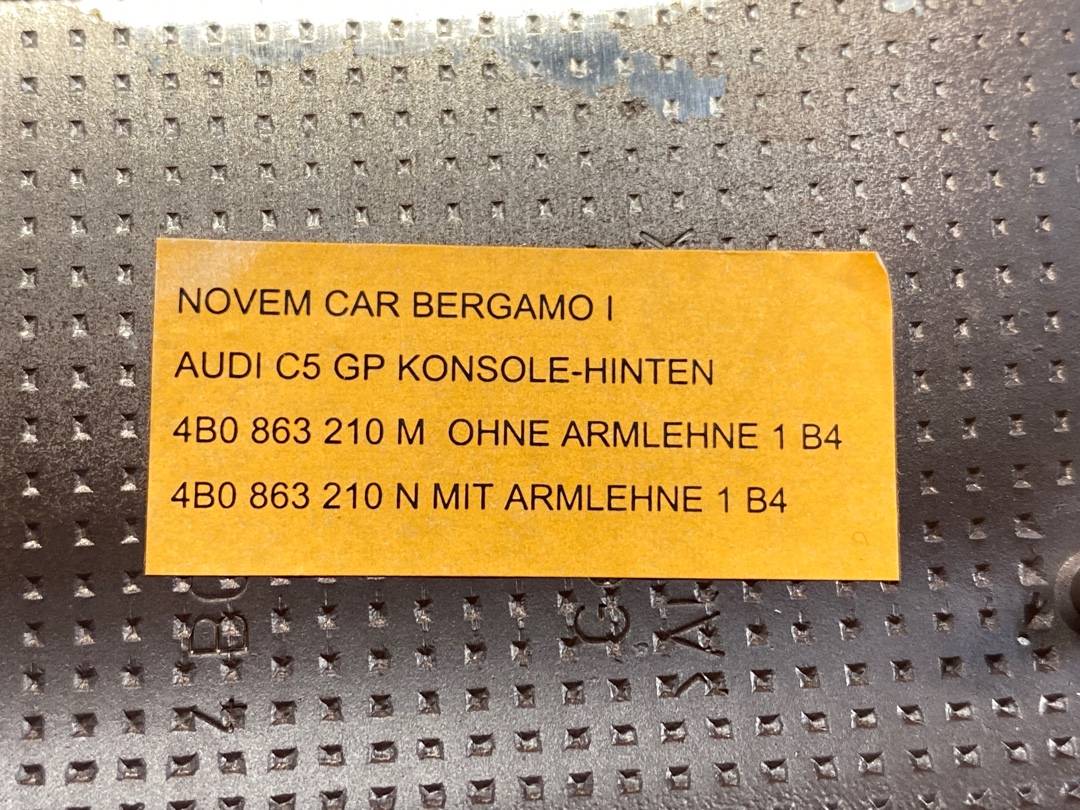 NOVEM CAR BERGAMO I
AUDI C5 GP KONSOLE-HINTEN
4B0 863 210 M OHNE ARMLEHNE 1 B4
4B0 863 210 N MIT ARMLEHNE 1 B4